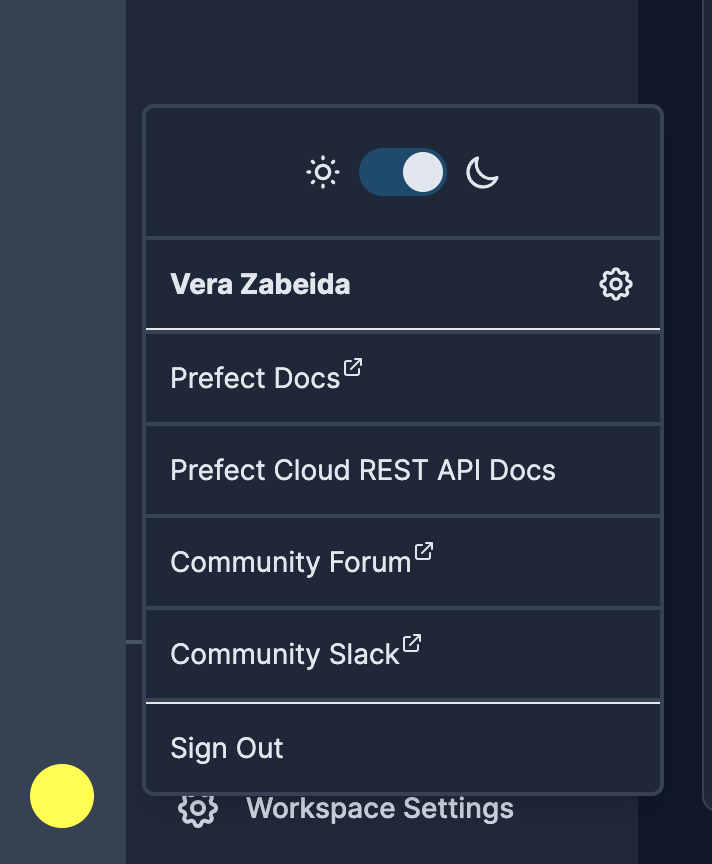 Vera Zabeida
Prefect Docs
Prefect Cloud REST API Docs
Community Forum
Community Slack
Sign Out
Workspace Settings